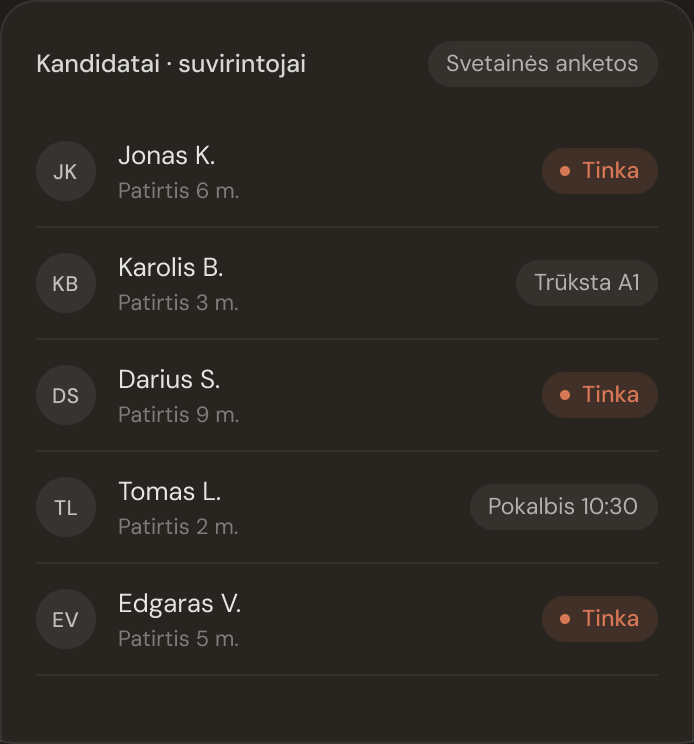 Kandidatai · suvirintojai
Svetainės anketos
JK
Jonas K.
Patirtis 6 m.
Tinka
KB
Karolis B.
Patirtis 3 m.
Trūksta A1
DS
Darius S.
Patirtis 9 m.
Tinka
TL
Tomas L.
Patirtis 2 m.
Pokalbis 10:30
EV
Edgaras V.
Patirtis 5 m.
Tinka